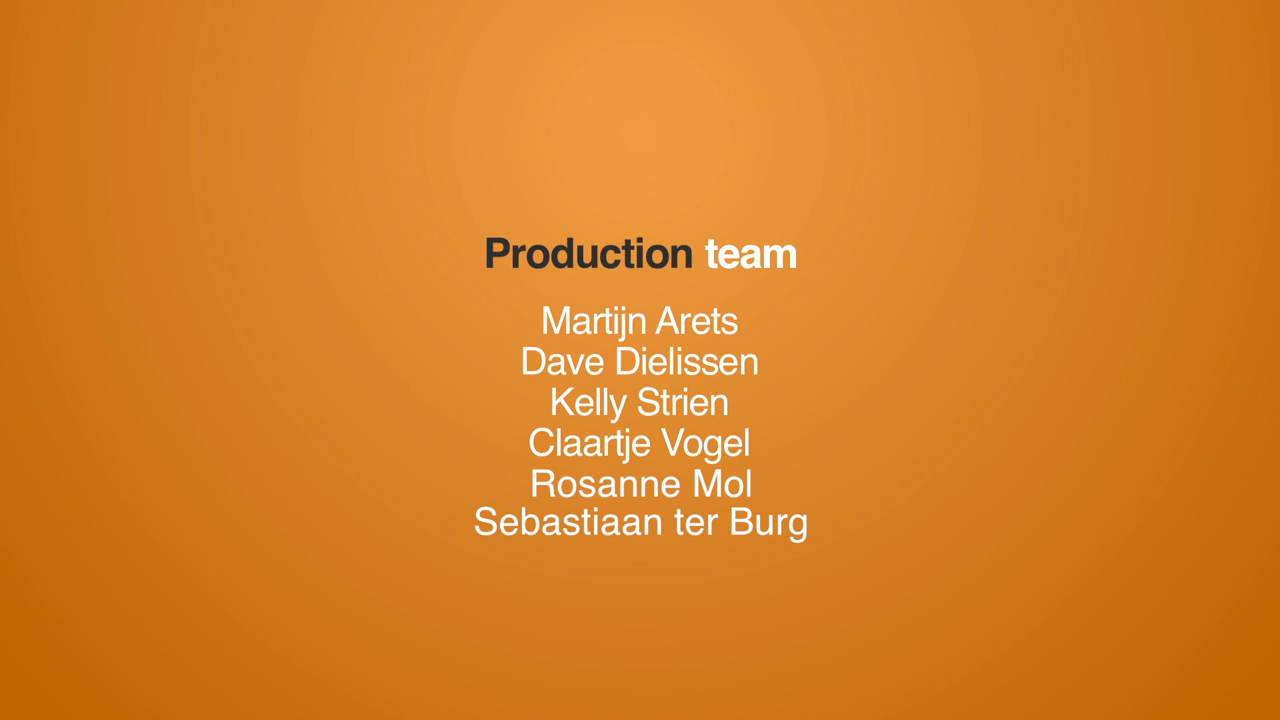 Production team
Martijn Arets
Dave Dielissen
Kelly Strien
Claartje Vogel
Rosanne Mol
Sebastiaan ter Burg